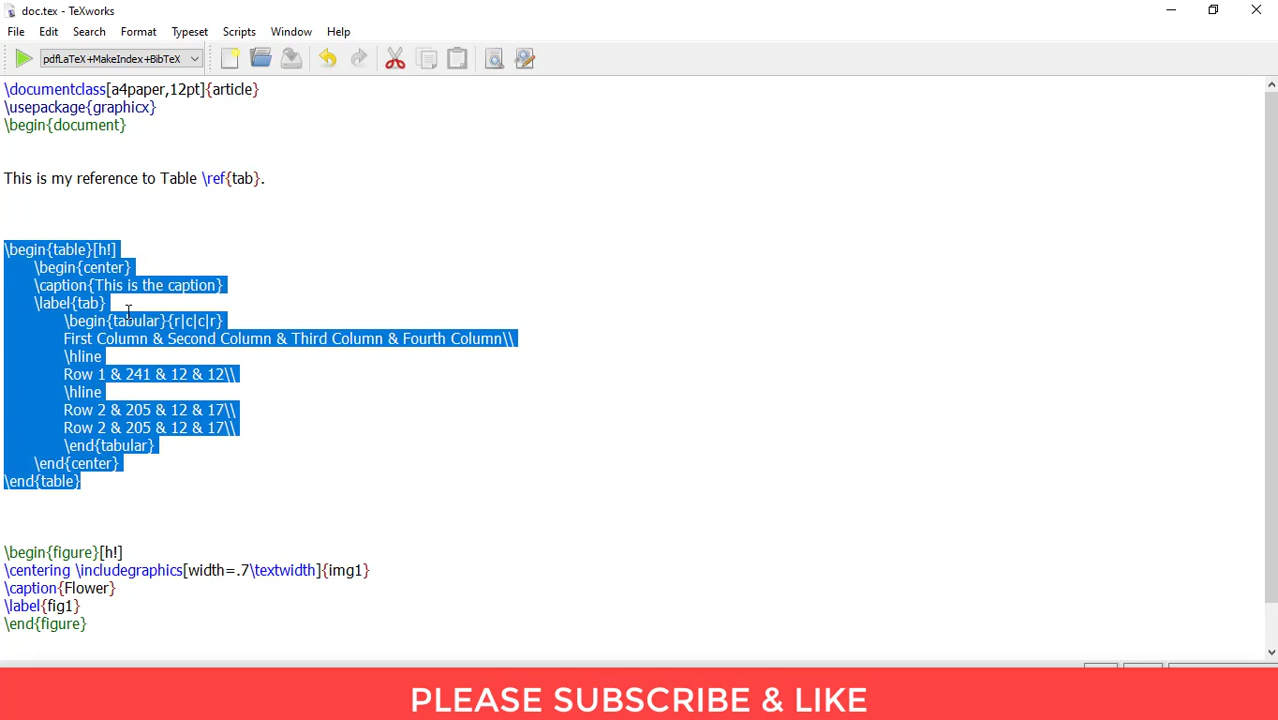 doc.tex - TeXworks
File Edit Search Format Typeset Scripts Window Help
pdfLaTeX+MakeIndex+BibTeX
\documentclass[a4paper,12pt]{article}
\usepackage{graphicx}
\begin{document}
This is my reference to Table \ref{tab}.
\begin{table}[h!]
\begin{center}
\caption{This is the caption}
\label{tab}
\begin{tabular}{r|c|c|r}
First Column & Second Column & Third Column & Fourth Column\\
\hline
Row 1 & 241 & 12 & 12\\
\hline
Row 2 & 205 & 12 & 17\\
Row 2 & 205 & 12 & 17\\
\end{tabular}
\end{center}
\end{table}
\begin{figure}[h!]
\centering \includegraphics[width=.7\textwidth]{img1}
\caption{Flower}
\label{fig1}
\end{figure}
PLEASE SUBSCRIBE & LIKE